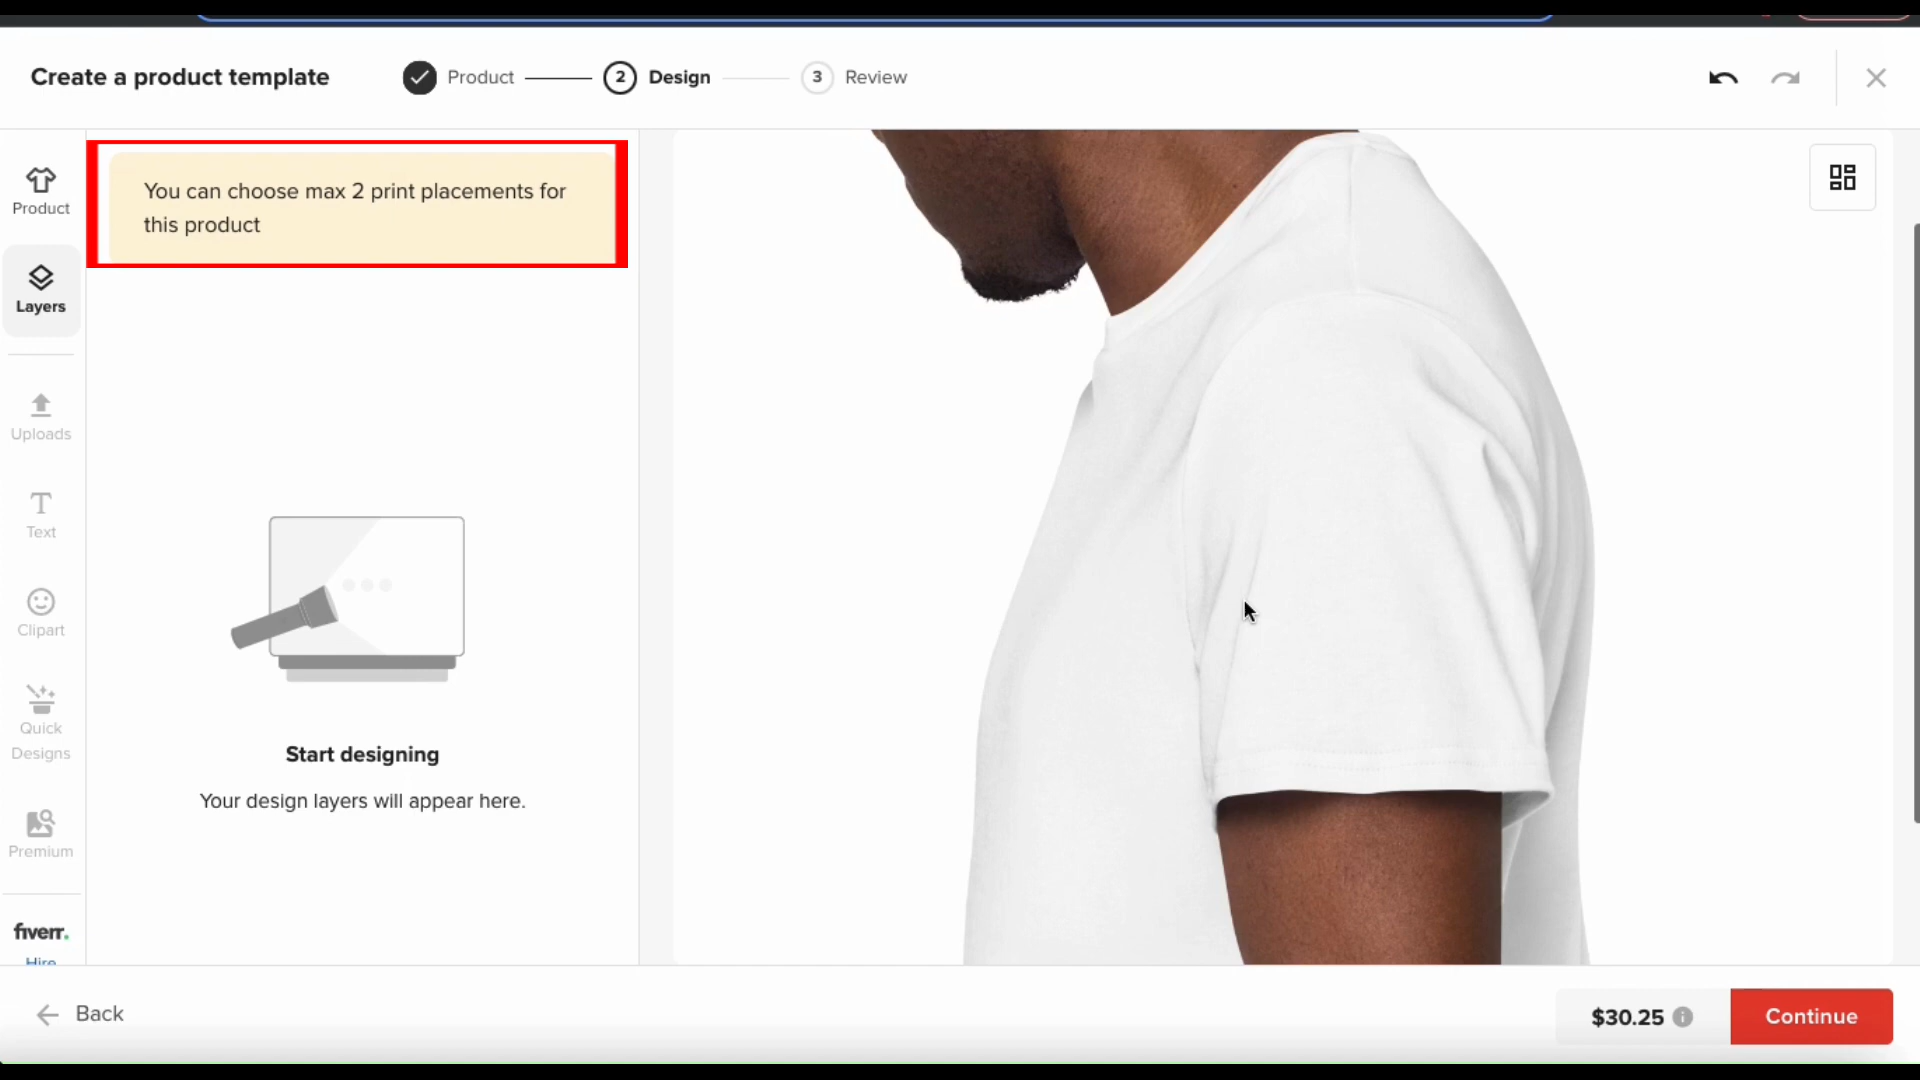 Create a product template
Product
2 Design
3 Review
Product
You can choose max 2 print placements for
this product
Layers
Uploads
Text
Clipart
Quick
Designs
Premium
Start designing
Your design layers will appear here.
fiverr.
Hire
Back
$30.25
Continue